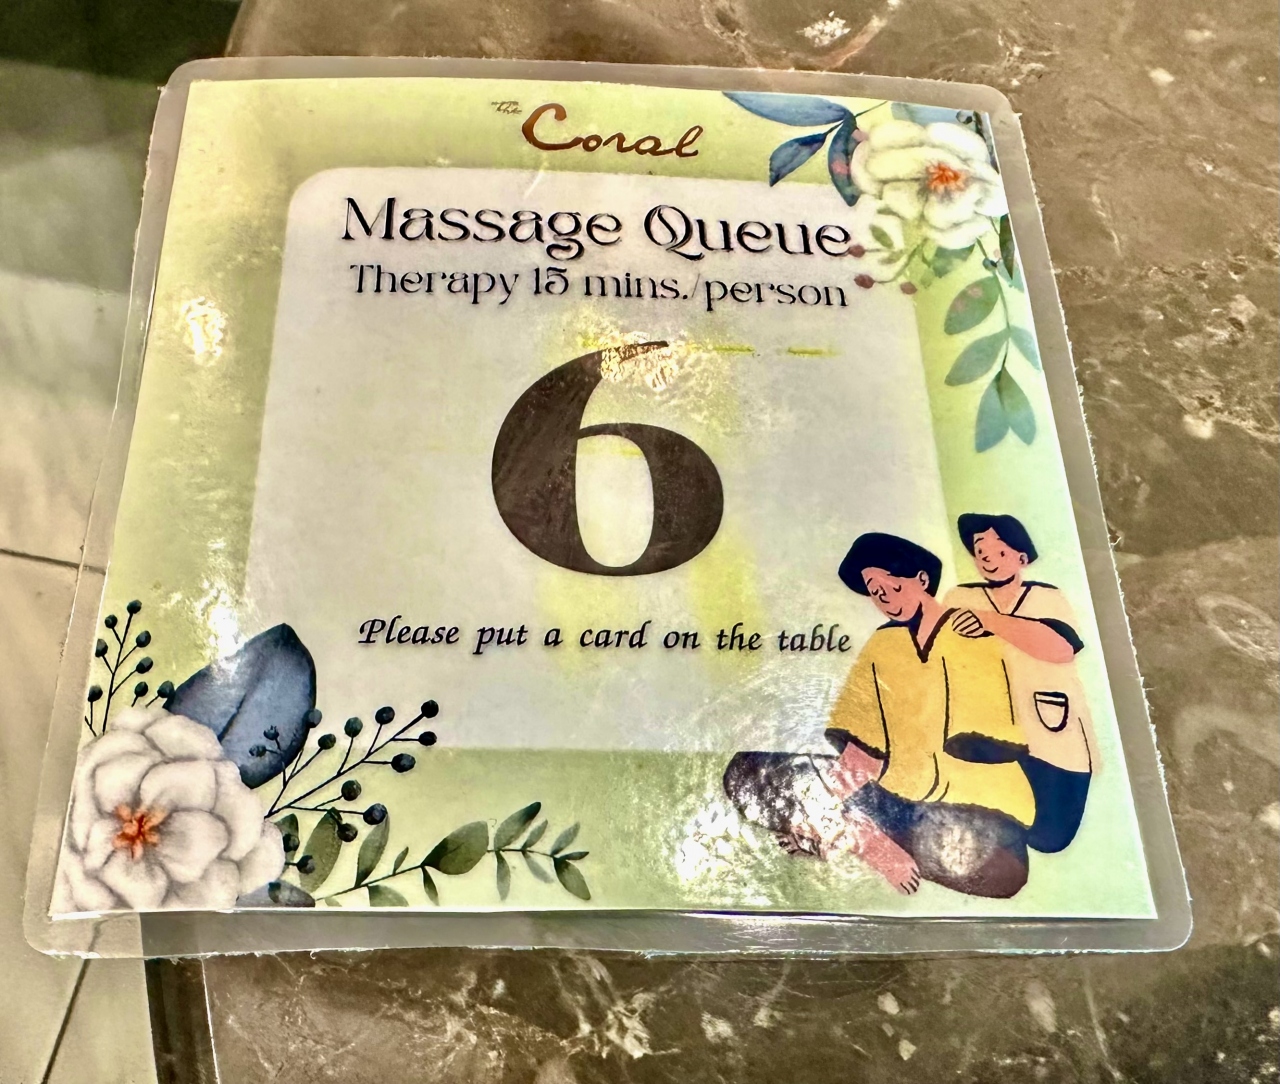 The Coral
Massage Queue
Therapy 15 mins./person
6
Please put a card on the table